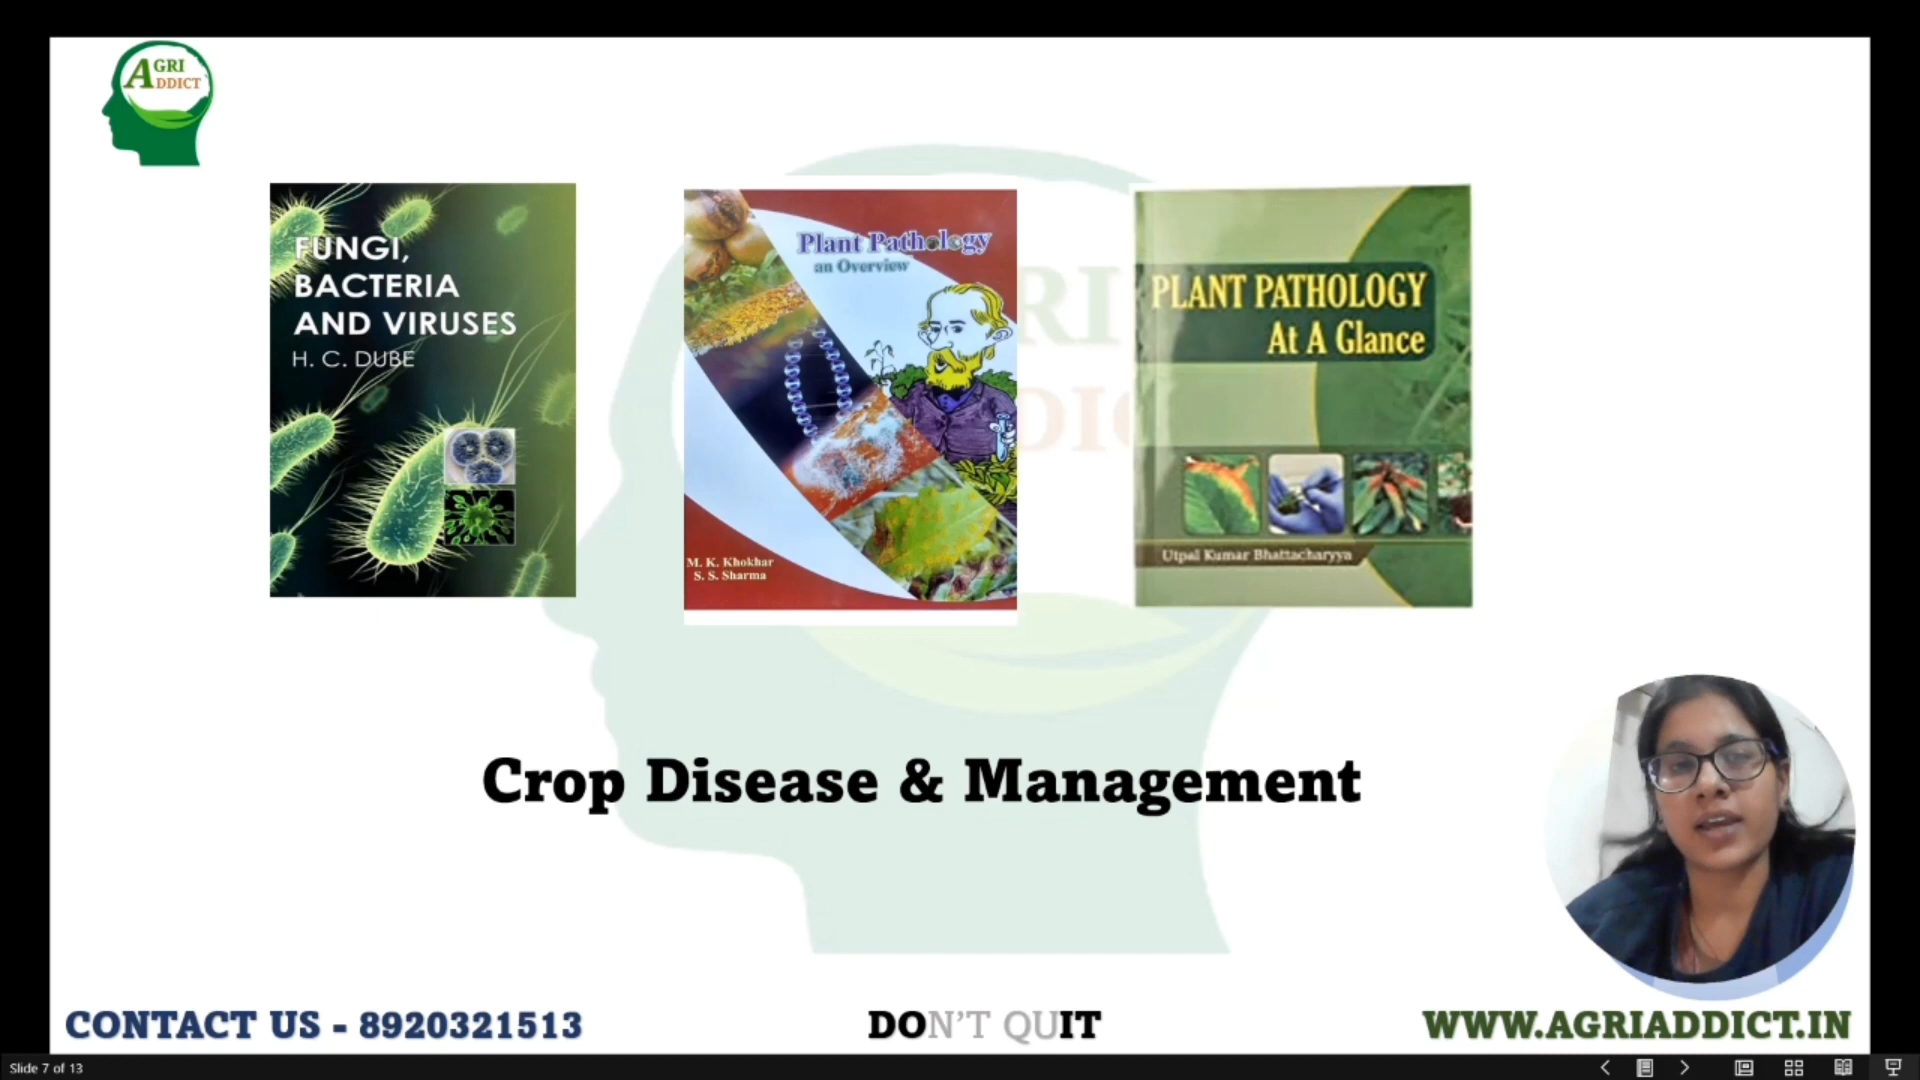 AGRI
ADDICT
FUNGI,
BACTERIA
AND VIRUSES
H. C. DUBE
Plant Pathology
an Overview
M. K. Khokhar
S. S. Sharma
PLANT PATHOLOGY
At A Glance
Utpal Kumar Bhattacharyya
Crop Disease & Management
CONTACT US - 8920321513
DON'T QUIT
WWW.AGRIADDICT.IN
Slide 7 of 13